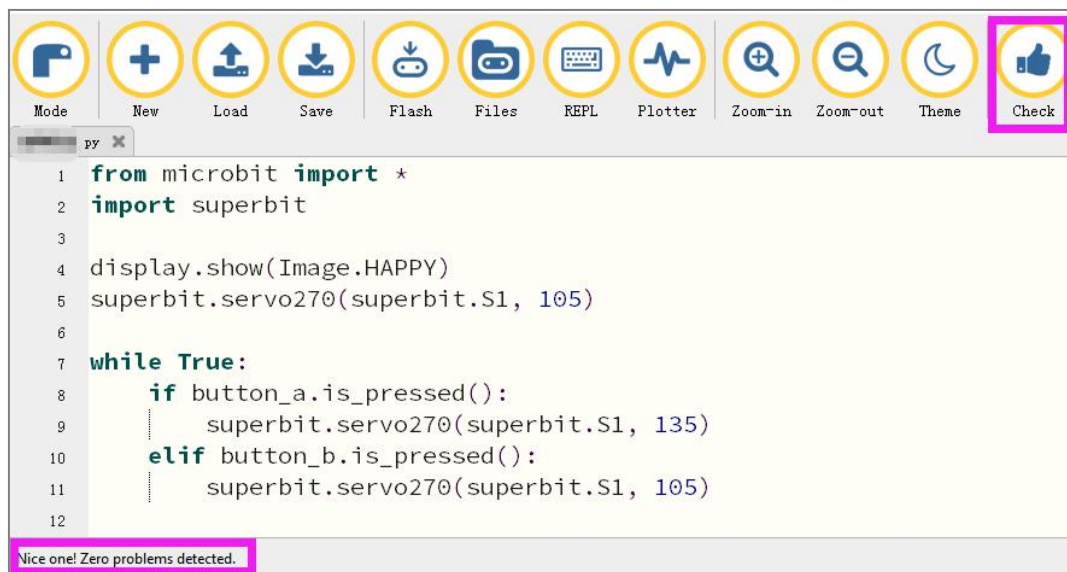 Mode New Load Save Flash Files REPL Plotter Zoom-in Zoom-out Theme Check
py
1 from microbit import *
2 import superbit
3
4 display.show(Image.HAPPY)
5 superbit.servo270(superbit.S1, 105)
6
7 while True:
8     if button_a.is_pressed():
9         superbit.servo270(superbit.S1, 135)
10     elif button_b.is_pressed():
11         superbit.servo270(superbit.S1, 105)
12
Nice one! Zero problems detected.